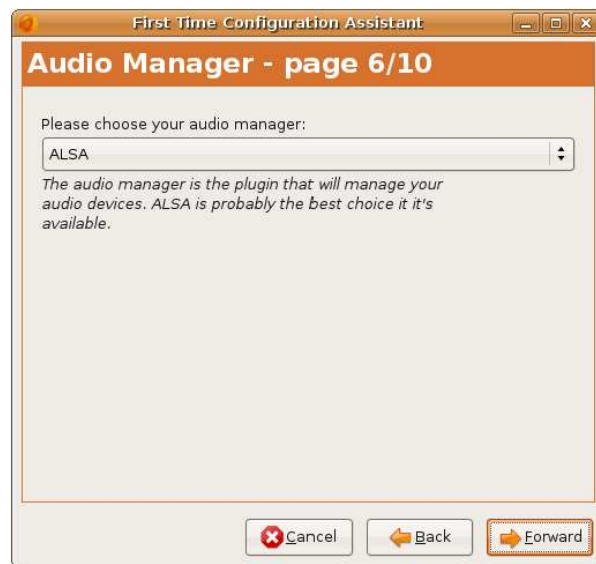 First Time Configuration Assistant
Audio Manager - page 6/10
Please choose your audio manager:
ALSA
The audio manager is the plugin that will manage your
audio devices. ALSA is probably the best choice it it's
available.
Cancel
Back
Forward